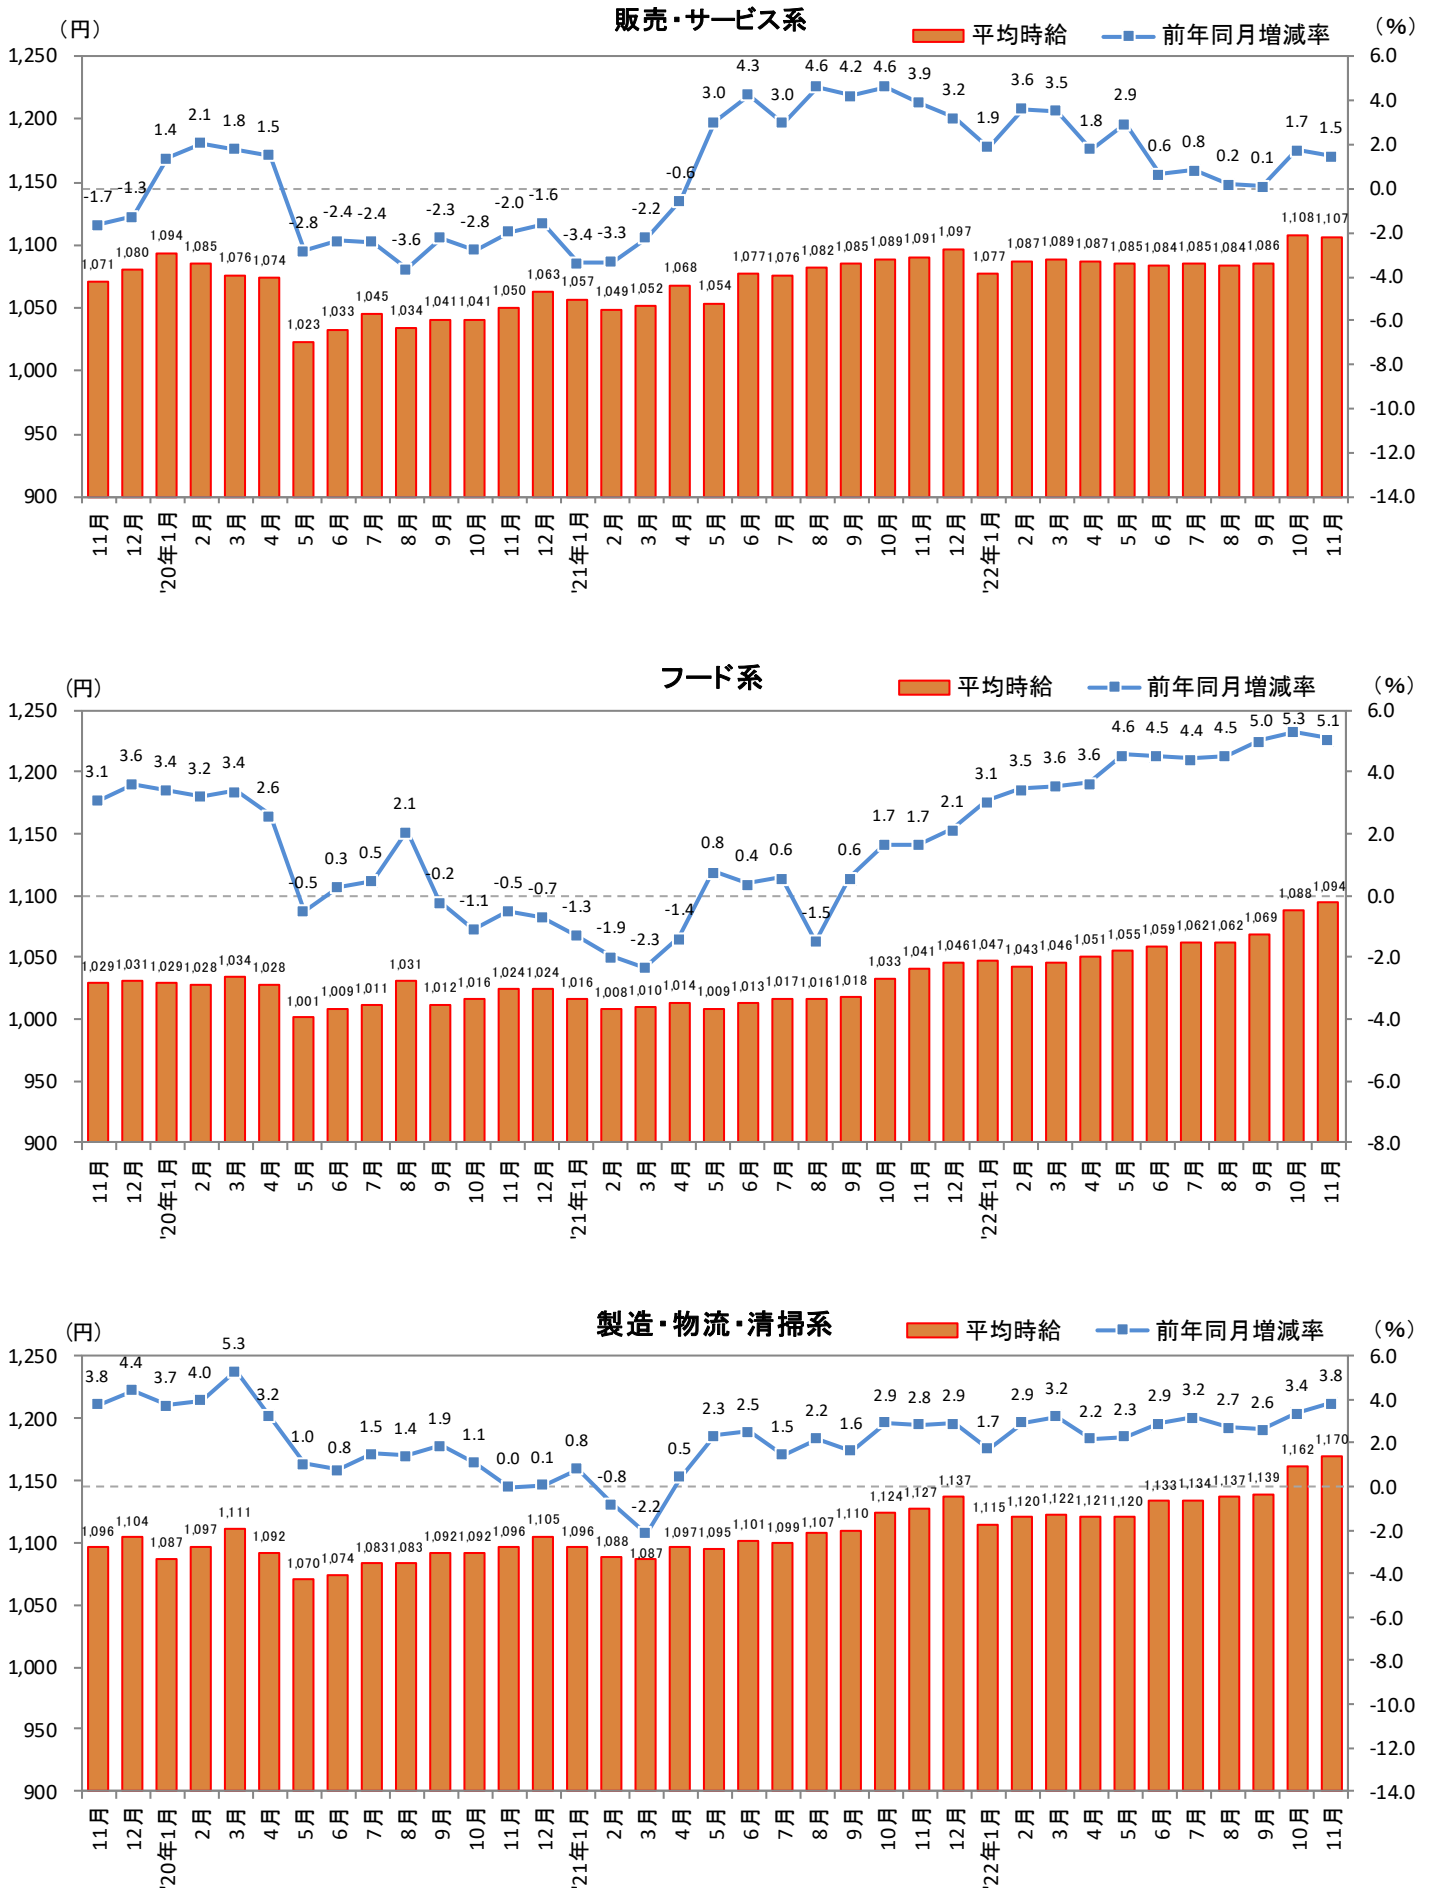 販売・サービス系
（円）
平均時給
前年同月増減率
（%）
1,250
1,200
1,150
1,100
1,050
1,000
950
900
6.0
4.0
2.0
0.0
-2.0
-4.0
-6.0
-8.0
-10.0
-12.0
-14.0
-1.7 -1.3 1.4 2.1 1.8 1.5 -2.8 -2.4 -2.4 -3.6 -2.3 -2.8 -2.0 -1.6 -3.4 -3.3 -2.2 -0.6 3.0 4.3 3.0 4.6 4.2 4.6 3.9 3.2 1.9 3.6 3.5 1.8 2.9 0.6 0.8 0.2 0.1 1.7 1.5
1,071 1,080 1,094 1,085 1,076 1,074 1,023 1,033 1,045 1,034 1,041 1,041 1,050 1,063 1,057 1,049 1,052 1,068 1,054 1,077 1,076 1,082 1,085 1,089 1,091 1,097 1,077 1,087 1,089 1,087 1,085 1,084 1,085 1,084 1,086 1,108 1,107
11月 12月 '20年1月 2月 3月 4月 5月 6月 7月 8月 9月 10月 11月 12月 '21年1月 2月 3月 4月 5月 6月 7月 8月 9月 10月 11月 12月 '22年1月 2月 3月 4月 5月 6月 7月 8月 9月 10月 11月
フード系
（円）
平均時給
前年同月増減率
（%）
1,250
1,200
1,150
1,100
1,050
1,000
950
900
6.0
4.0
2.0
0.0
-2.0
-4.0
-6.0
-8.0
3.1 3.6 3.4 3.2 3.4 2.6 -0.5 0.3 0.5 2.1 -0.2 -1.1 -0.5 -0.7 -1.3 -1.9 -2.3 -1.4 0.8 0.4 0.6 -1.5 0.6 1.7 1.7 2.1 3.1 3.5 3.6 3.6 4.6 4.5 4.4 4.5 5.0 5.3 5.1
1,029 1,031 1,029 1,028 1,034 1,028 1,001 1,009 1,011 1,031 1,012 1,016 1,024 1,024 1,016 1,008 1,010 1,014 1,009 1,013 1,017 1,016 1,018 1,033 1,041 1,046 1,047 1,043 1,046 1,051 1,055 1,059 1,062 1,062 1,069 1,088 1,094
11月 12月 '20年1月 2月 3月 4月 5月 6月 7月 8月 9月 10月 11月 12月 '21年1月 2月 3月 4月 5月 6月 7月 8月 9月 10月 11月 12月 '22年1月 2月 3月 4月 5月 6月 7月 8月 9月 10月 11月
製造・物流・清掃系
（円）
平均時給
前年同月増減率
（%）
1,250
1,200
1,150
1,100
1,050
1,000
950
900
6.0
4.0
2.0
0.0
-2.0
-4.0
-6.0
-8.0
-10.0
-12.0
-14.0
3.8 4.4 3.7 4.0 5.3 3.2 1.0 0.8 1.5 1.4 1.9 1.1 0.0 0.1 0.8 -0.8 -2.2 0.5 2.3 2.5 1.5 2.2 1.6 2.9 2.8 2.9 1.7 2.9 3.2 2.2 2.3 2.9 3.2 2.7 2.6 3.4 3.8
1,096 1,104 1,087 1,097 1,111 1,092 1,070 1,074 1,083 1,083 1,092 1,092 1,096 1,105 1,096 1,088 1,087 1,097 1,095 1,101 1,099 1,107 1,110 1,124 1,127 1,137 1,115 1,120 1,122 1,121 1,120 1,133 1,134 1,137 1,139 1,162 1,170
11月 12月 '20年1月 2月 3月 4月 5月 6月 7月 8月 9月 10月 11月 12月 '21年1月 2月 3月 4月 5月 6月 7月 8月 9月 10月 11月 12月 '22年1月 2月 3月 4月 5月 6月 7月 8月 9月 10月 11月